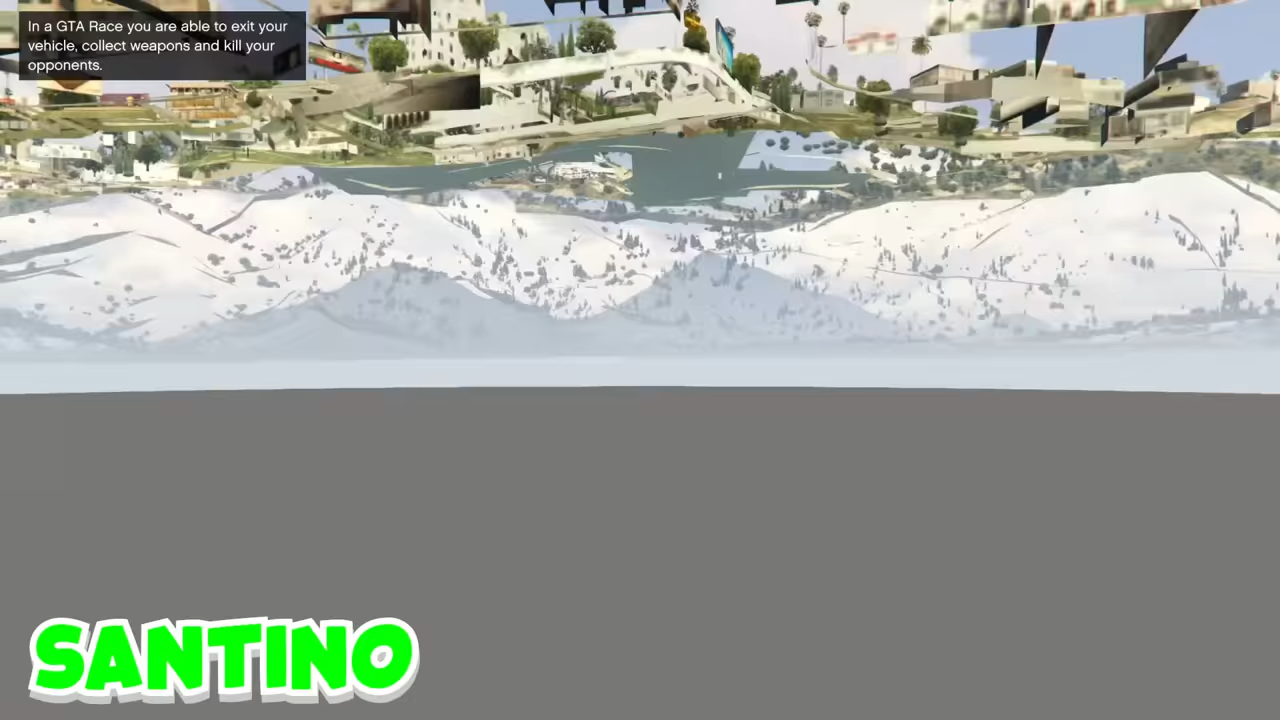 In a GTA Race you are able to exit your
vehicle, collect weapons and kill your
opponents.
SANTINO